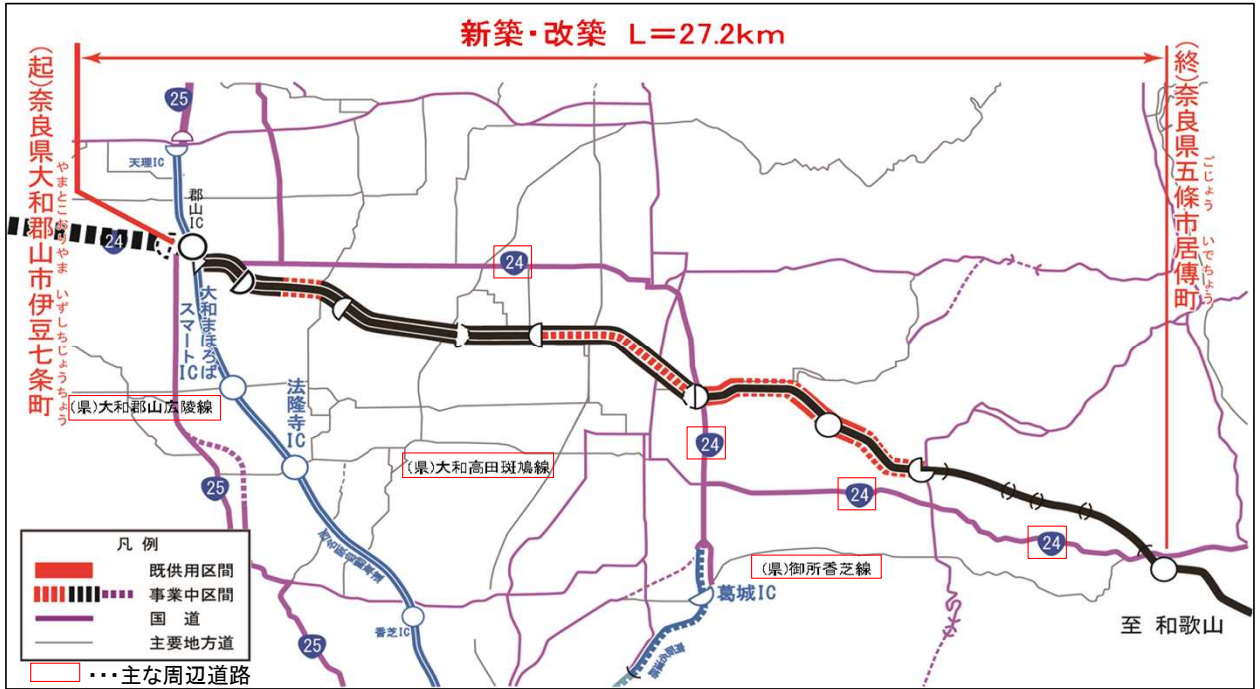 新築・改築 L=27.2km
(起)奈良県大和郡山市伊豆七条町
やまとこおりやま いずしちじょうちょう
(終)奈良県五條市居傳町
ごじょう いでちょう
25
天理IC
郡山IC
24
24
大和まほろば
スマートIC
(県)大和郡山広陵線
法隆寺IC
(県)大和高田斑鳩線
24
24
25
24
(県)御所香芝線
葛城IC
香芝IC
25
至 和歌山
凡例
既供用区間
事業中区間
国道
主要地方道
・・・主な周辺道路